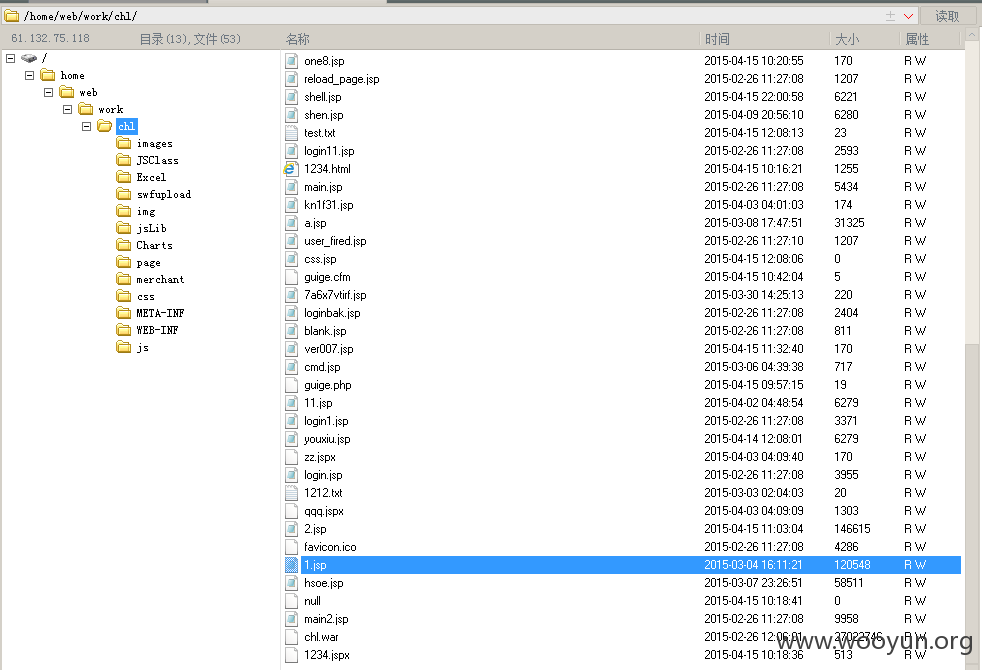 /home/web/work/chl/
读取
61.132.75.118 目录(13),文件(53) 名称 时间 大小 属性
/
home
web
work
chl
images
JSClass
Excel
swfupload
img
jsLib
Charts
page
merchant
css
META-INF
WEB-INF
js
one8.jsp 2015-04-15 10:20:55 170 R W
reload_page.jsp 2015-02-26 11:27:08 1207 R W
shell.jsp 2015-04-15 22:00:58 6221 R W
shen.jsp 2015-04-09 20:56:10 6280 R W
test.txt 2015-04-15 12:08:13 23 R W
login11.jsp 2015-02-26 11:27:08 2593 R W
1234.html 2015-04-15 10:16:21 1255 R W
main.jsp 2015-02-26 11:27:08 5434 R W
kn1f31.jsp 2015-04-03 04:01:03 174 R W
a.jsp 2015-03-08 17:47:51 31325 R W
user_fired.jsp 2015-02-26 11:27:10 1207 R W
css.jsp 2015-04-15 12:08:06 0 R W
guige.cfm 2015-04-15 10:42:04 5 R W
7a6x7vtirf.jsp 2015-03-30 14:25:13 220 R W
loginbak.jsp 2015-02-26 11:27:08 2404 R W
blank.jsp 2015-02-26 11:27:08 811 R W
ver007.jsp 2015-04-15 11:32:40 170 R W
cmd.jsp 2015-03-06 04:39:38 717 R W
guige.php 2015-04-15 09:57:15 19 R W
11.jsp 2015-04-02 04:48:54 6279 R W
login1.jsp 2015-02-26 11:27:08 3371 R W
youxiu.jsp 2015-04-14 12:08:01 6279 R W
zz.jspx 2015-04-03 04:09:40 170 R W
login.jsp 2015-02-26 11:27:08 3955 R W
1212.txt 2015-03-03 02:04:03 20 R W
qqq.jspx 2015-04-03 04:09:09 1303 R W
2.jsp 2015-04-15 11:03:04 146615 R W
favicon.ico 2015-02-26 11:27:08 4286 R W
1.jsp 2015-03-04 16:11:21 120548 R W
hsoe.jsp 2015-03-07 23:26:51 58511 R W
null 2015-04-15 10:18:41 0 R W
main2.jsp 2015-02-26 11:27:08 9958 R W
chl.war 2015-02-26 12:06:01 27022746 R W
1234.jspx 2015-04-15 10:18:36 513 R W
www.wooyun.org